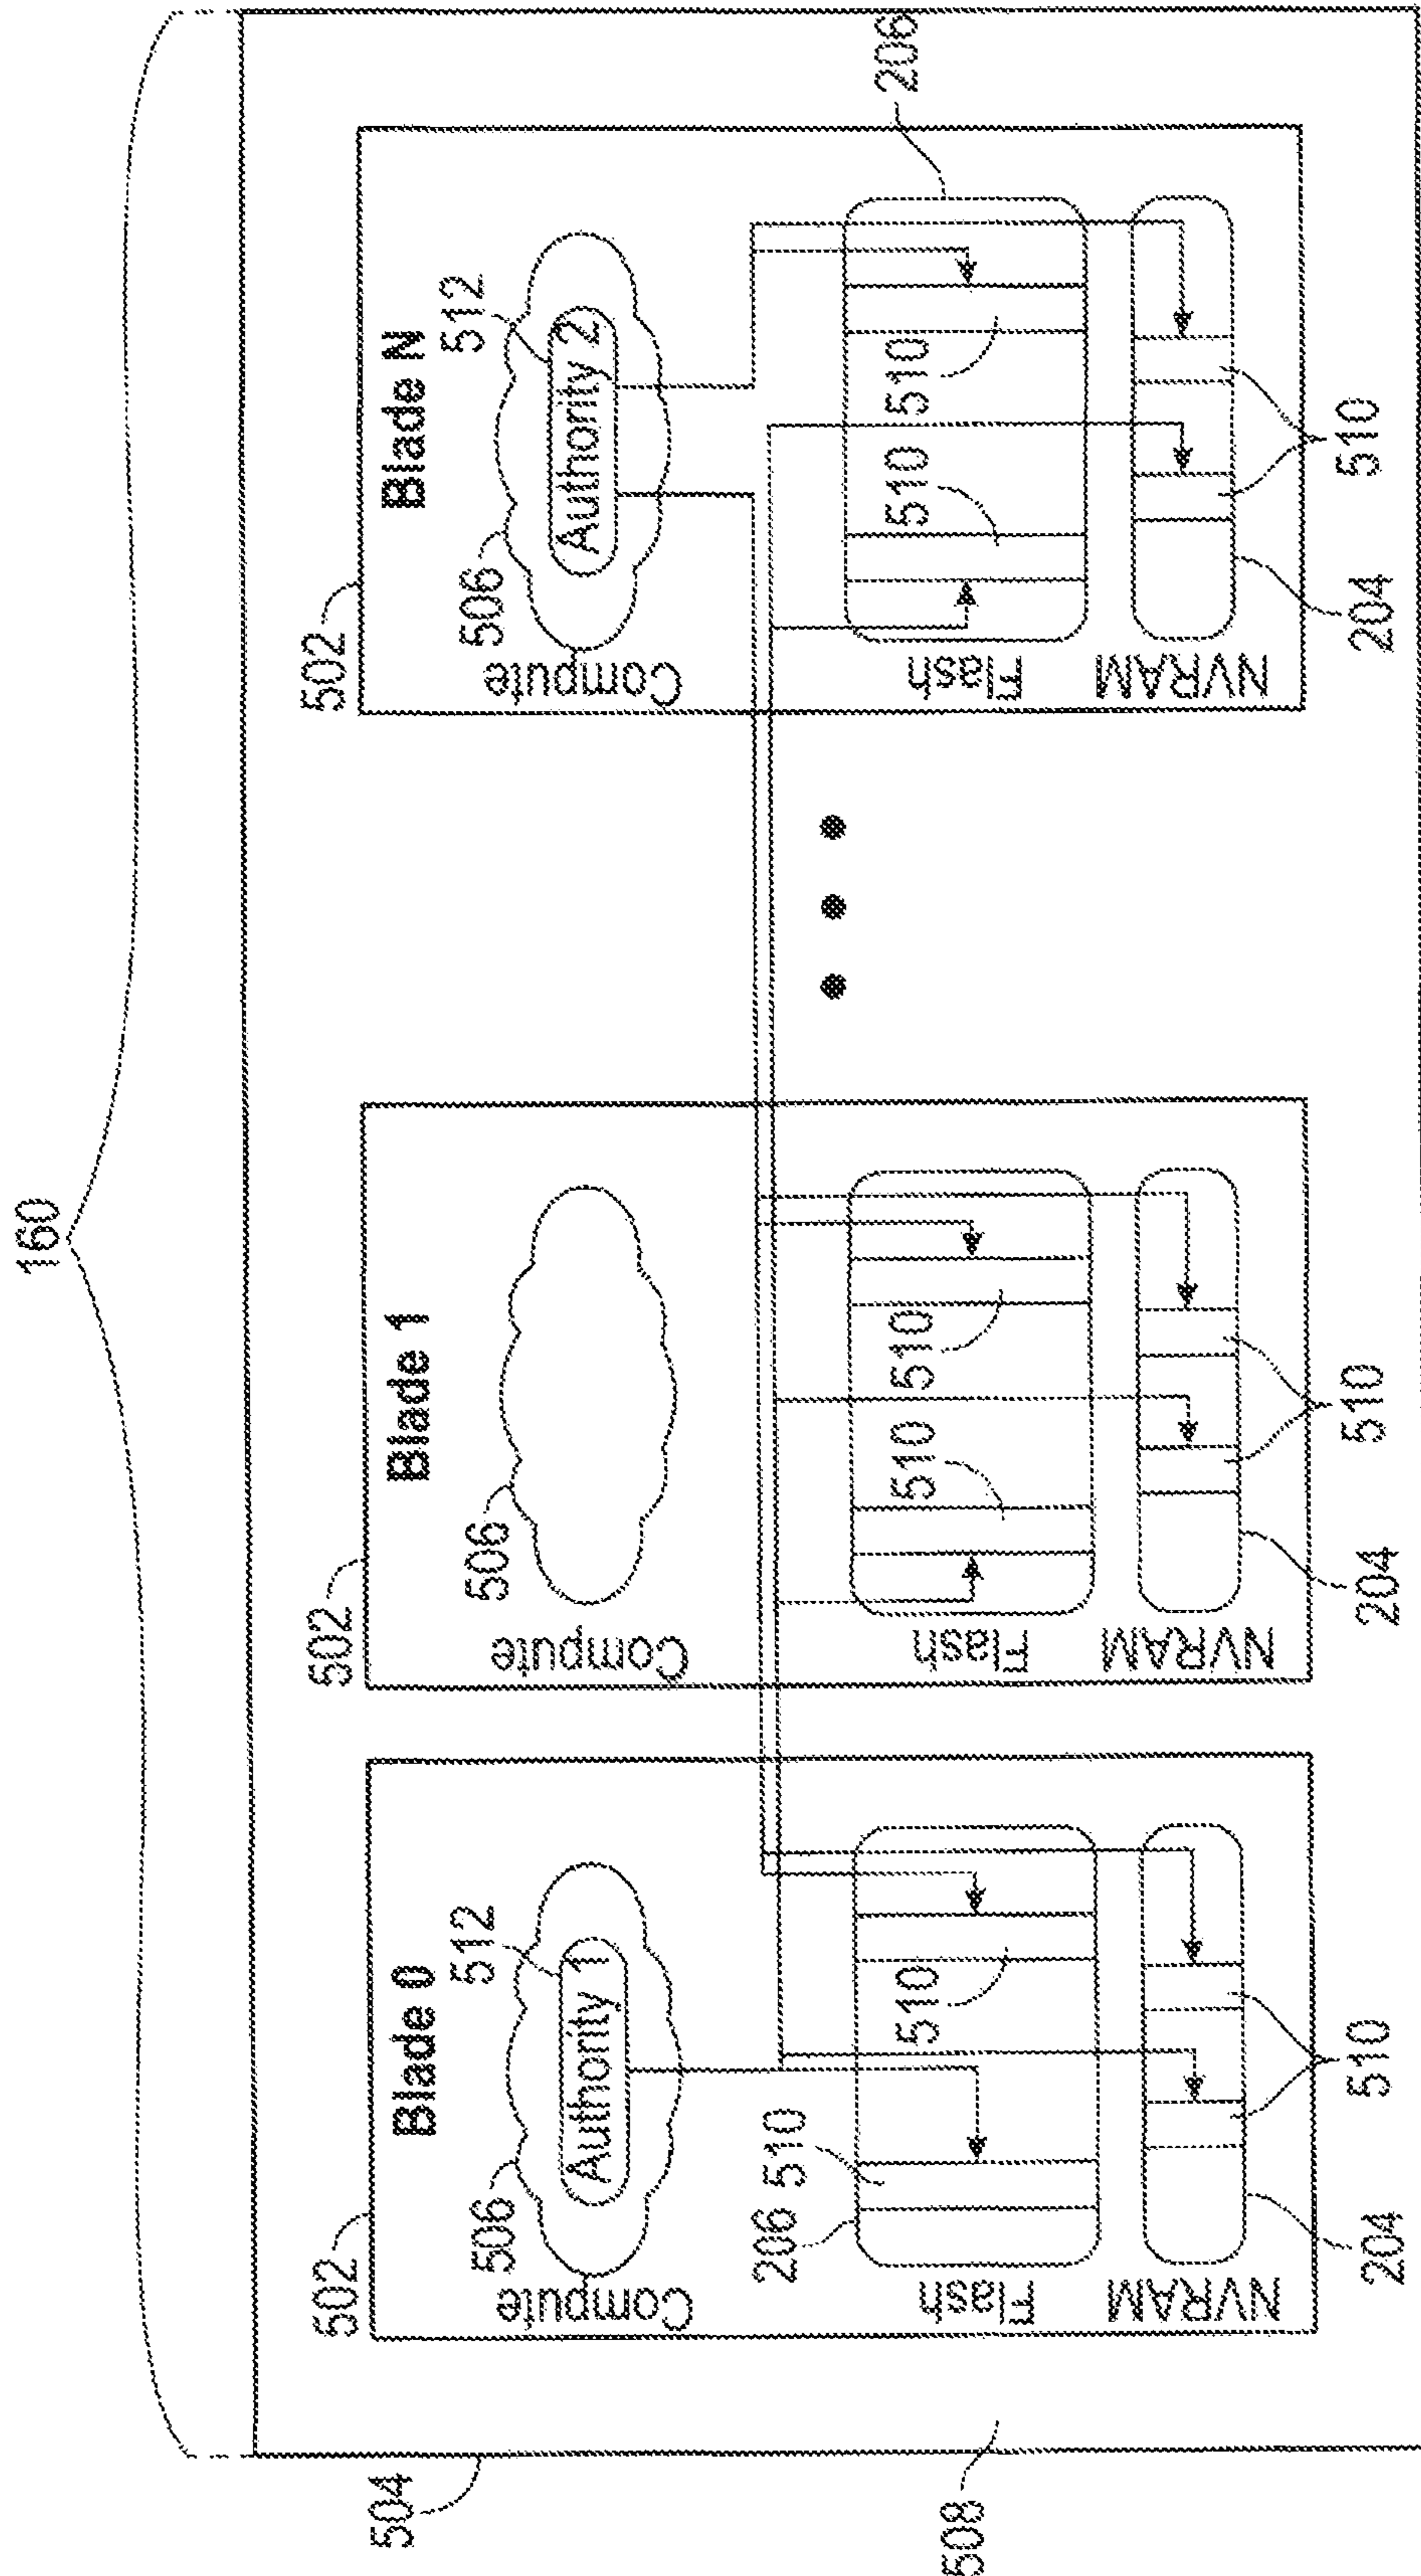 160
504
508
502
Blade 0
506
512
Authority 1
Compute
206
510
510
Flash
NVRAM
204
510
502
Blade 1
506
Compute
510
510
Flash
NVRAM
204
510
502
Blade N
506
512
Authority 2
Compute
206
510
510
Flash
NVRAM
204
510